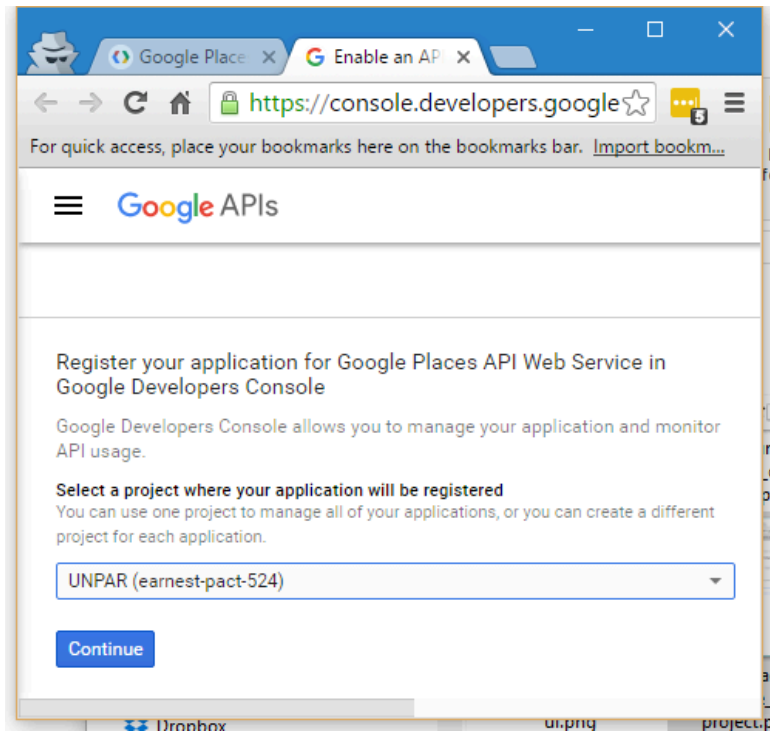 Google Place
Enable an AP
https://console.developers.google
5
For quick access, place your bookmarks here on the bookmarks bar. Import bookm...
Google APIs
Register your application for Google Places API Web Service in
Google Developers Console
Google Developers Console allows you to manage your application and monitor
API usage.
Select a project where your application will be registered
You can use one project to manage all of your applications, or you can create a different
project for each application.
UNPAR (earnest-pact-524)
Continue
Dropbox
ui.png
project.p